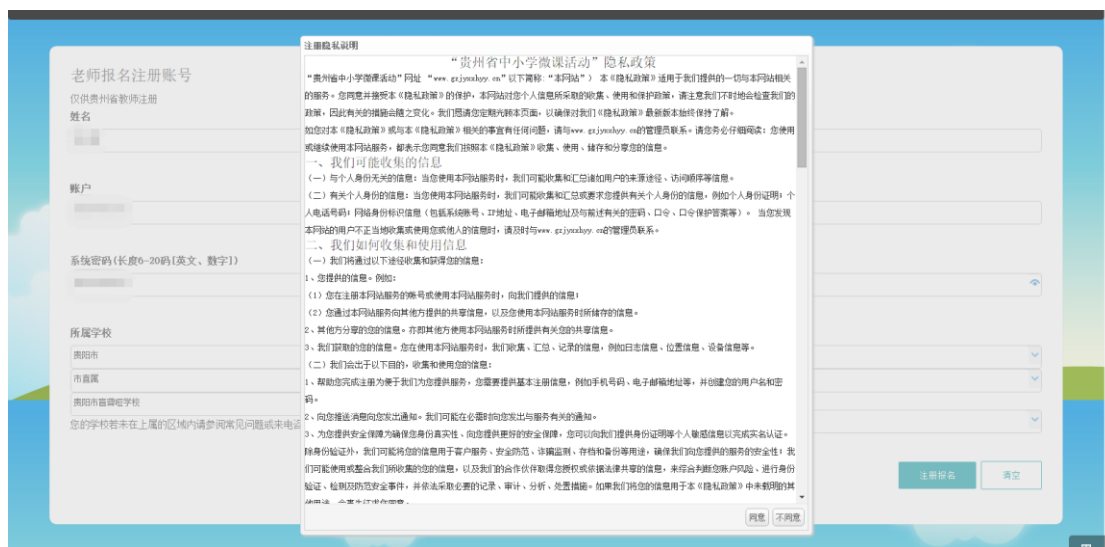 注册隐私说明
“贵州省中小学微课活动”隐私政策
“贵州省中小学微课活动”网址 “www.gzjyxxhyy.cn”以下简称:“本网站”) 本《隐私政策》适用于我们提供的一切与本网站相关
的服务。您同意并接受本《隐私政策》的保护，本网站对您个人信息所采取的收集、使用和保护政策，请注意我们不时地会检查我们的
政策，因此有关的措施会随之变化。我们恳请您定期光顾本页面，以确保对我们《隐私政策》最新版本始终保持了解。
如您对本《隐私政策》或与本《隐私政策》相关的事宜有任何问题，请与www.gzjyxxhyy.cn的管理员联系。请您务必仔细阅读：您使用
或继续使用本网站服务，都表示您同意我们按照本《隐私政策》收集、使用、储存和分享您的信息。
一、我们可能收集的信息
（一）与个人身份无关的信息：当您使用本网站服务时，我们可能收集和汇总诸如用户的来源途径、访问顺序等信息。
（二）有关个人身份的信息：当您使用本网站服务时，我们可能收集和汇总或要求您提供有关个人身份的信息，例如个人身份证明；个
人电话号码；网络身份标识信息（包括系统账号、IP地址、电子邮箱地址及与前述有关的密码、口令、口令保护答案等）。 当您发现
本网站的用户不正当地收集或使用您或他人的信息时，请及时与www.gzjyxxhyy.cn的管理员联系。
二、我们如何收集和使用信息
（一）我们将通过以下途径收集和获得您的信息：
1、您提供的信息。例如：
（1）您在注册本网站服务的帐号或使用本网站服务时，向我们提供的信息；
（2）您通过本网站服务向其他方提供的共享信息，以及您使用本网站服务时所储存的信息。
2、其他方分享的您的信息。亦即其他方使用本网站服务时所提供有关您的共享信息。
3、我们获取的您的信息。您在使用本网站服务时，我们收集、汇总、记录的信息，例如日志信息、位置信息、设备信息等。
（二）我们会出于以下目的，收集和使用您的信息：
1、帮助您完成注册为便于我们为您提供服务，您需要提供基本注册信息，例如手机号码、电子邮箱地址等，并创建您的用户名和密
码。
2、向您推送消息向您发出通知。我们可能在必要时向您发出与服务有关的通知。
3、为您提供安全保障为确保您身份真实性、向您提供更好的安全保障，您可以向我们提供身份证明等个人敏感信息以完成实名认证。
除身份验证外，我们可能将您的信息用于客户服务、安全防范、诈骗监测、存档和备份等用途，确保我们向您提供的服务的安全性；我
们可能使用或整合我们所收集的您的信息，以及我们的合作伙伴取得您授权或依据法律共享的信息，来综合判断您账户风险、进行身份
验证、检测及防范安全事件，并依法采取必要的记录、审计、分析、处置措施。如果我们将您的信息用于本《隐私政策》中未载明的其
他用途，会事先征求您同意。
同意 不同意
老师报名注册账号
仅供贵州省教师注册
姓名
账户
系统密码(长度6-20码[英文、数字])
所属学校
贵阳市
市直属
贵阳市盲聋哑学校
您的学校若未在上属的区域内请参阅常见问题或来电咨
注册报名 清空